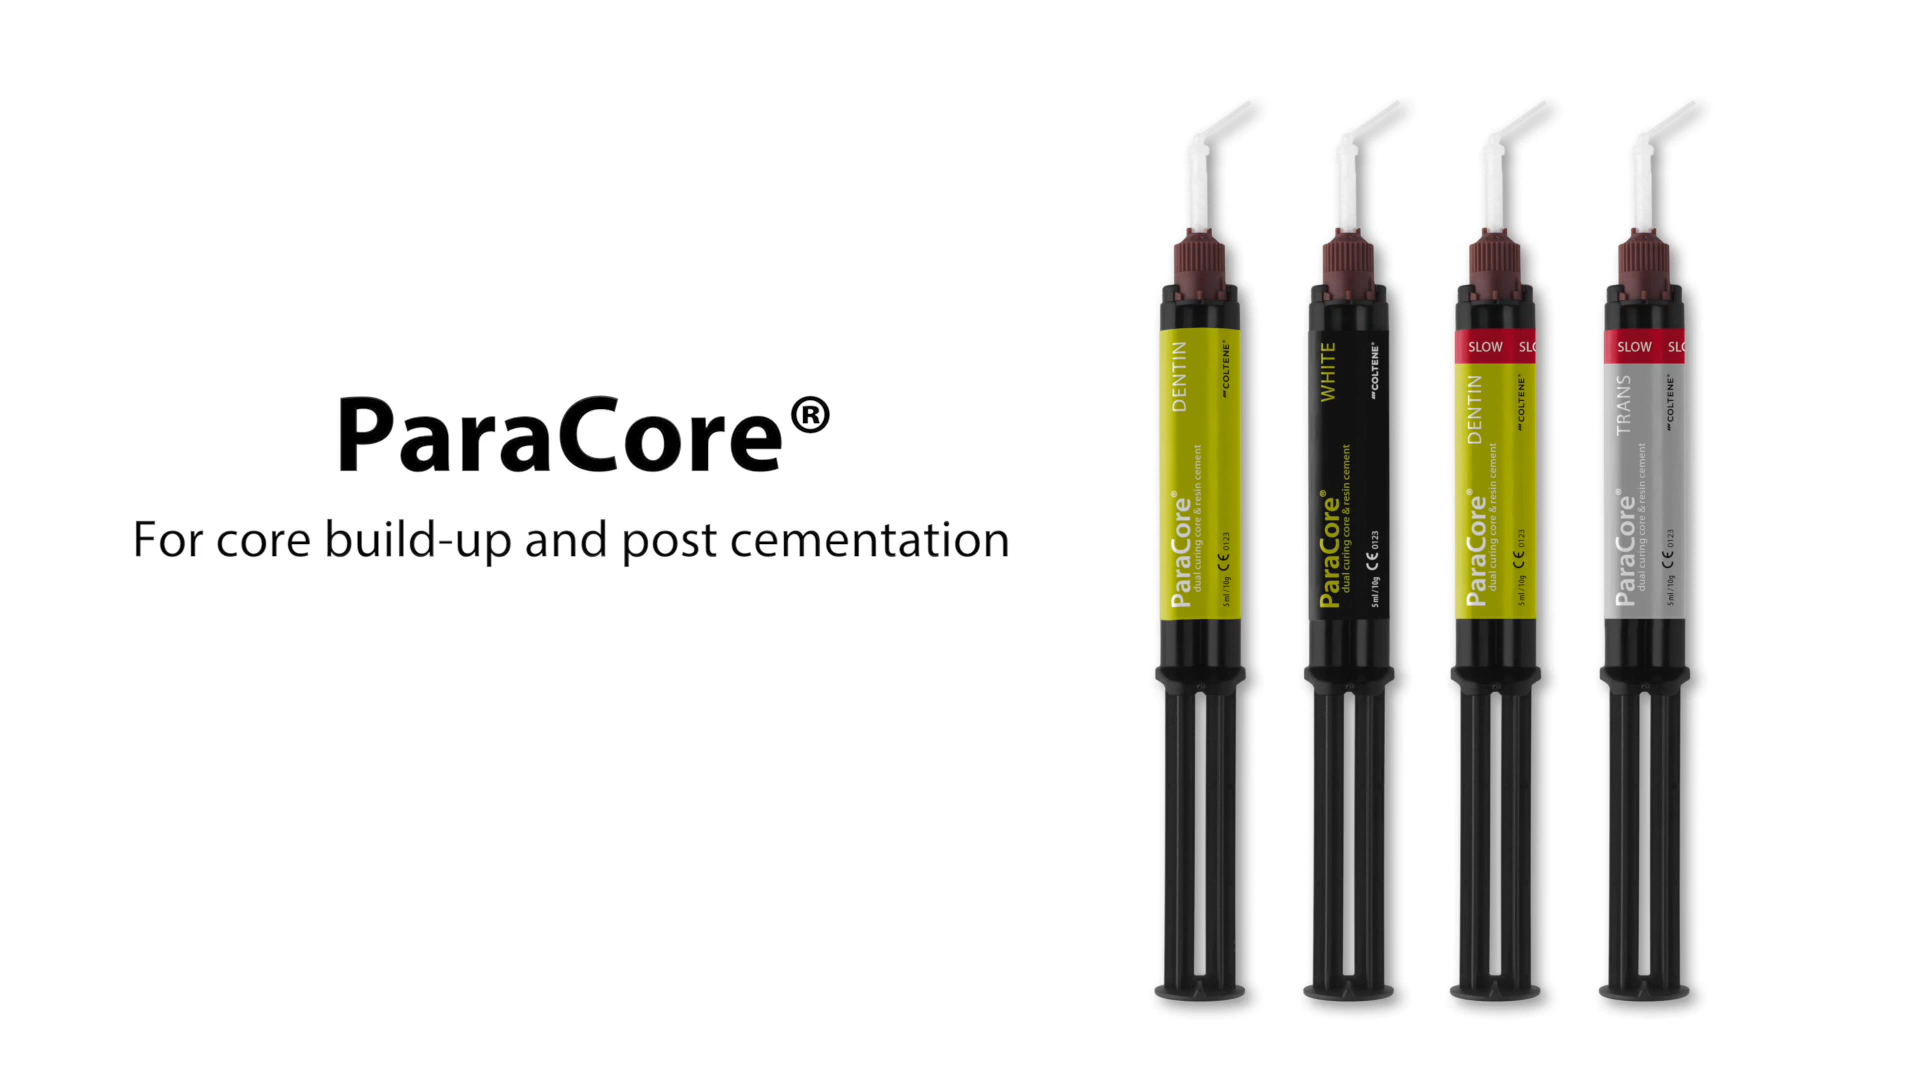 ParaCore®
For core build-up and post cementation
DENTIN
COLTENE®
ParaCore®
dual curing core & resin cement
5 ml / 10g CE 0123
WHITE
COLTENE®
ParaCore®
dual curing core & resin cement
5 ml / 10g CE 0123
SLOW SLO
DENTIN
COLTENE®
ParaCore®
dual curing core & resin cement
5 ml / 10g CE 0123
SLOW SLO
TRANS
COLTENE®
ParaCore®
dual curing core & resin cement
5 ml / 10g CE 0123